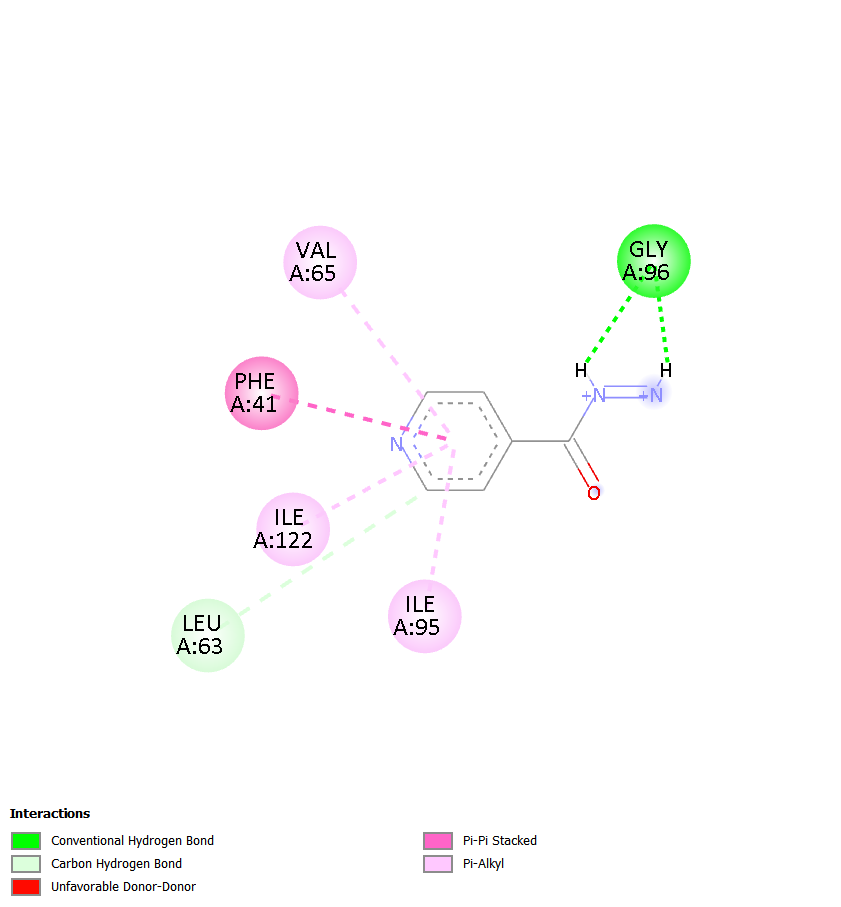 VAL
A:65
GLY
A:96
H
H
PHE
A:41
+N
+N
N
O
ILE
A:122
ILE
A:95
LEU
A:63
Interactions
Conventional Hydrogen Bond
Carbon Hydrogen Bond
Unfavorable Donor-Donor
Pi-Pi Stacked
Pi-Alkyl